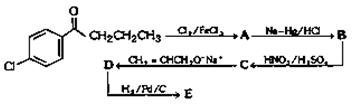 O
CH₂CH₂CH₃
Cl
Cl₂/FeCl₃ A Na-Hg/HCl B
D CH₂ = CHCH₂O⁻Na⁺ C HNO₃/H₂SO₄
H₂/Pd/C E